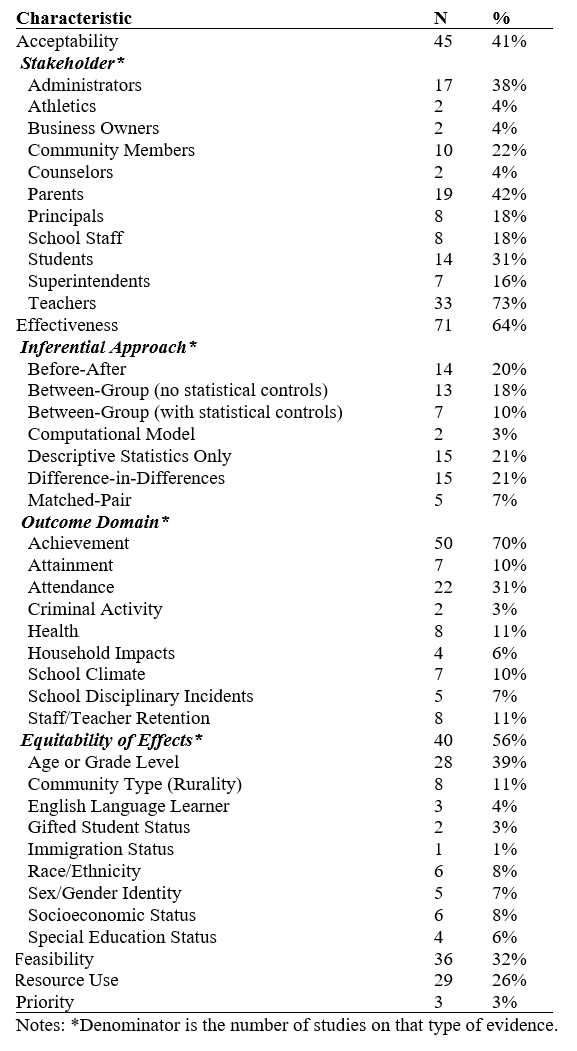 Characteristic N %
Acceptability 45 41%
Stakeholder*
Administrators 17 38%
Athletics 2 4%
Business Owners 2 4%
Community Members 10 22%
Counselors 2 4%
Parents 19 42%
Principals 8 18%
School Staff 8 18%
Students 14 31%
Superintendents 7 16%
Teachers 33 73%
Effectiveness 71 64%
Inferential Approach*
Before-After 14 20%
Between-Group (no statistical controls) 13 18%
Between-Group (with statistical controls) 7 10%
Computational Model 2 3%
Descriptive Statistics Only 15 21%
Difference-in-Differences 15 21%
Matched-Pair 5 7%
Outcome Domain*
Achievement 50 70%
Attainment 7 10%
Attendance 22 31%
Criminal Activity 2 3%
Health 8 11%
Household Impacts 4 6%
School Climate 7 10%
School Disciplinary Incidents 5 7%
Staff/Teacher Retention 8 11%
Equitability of Effects* 40 56%
Age or Grade Level 28 39%
Community Type (Rurality) 8 11%
English Language Learner 3 4%
Gifted Student Status 2 3%
Immigration Status 1 1%
Race/Ethnicity 6 8%
Sex/Gender Identity 5 7%
Socioeconomic Status 6 8%
Special Education Status 4 6%
Feasibility 36 32%
Resource Use 29 26%
Priority 3 3%
Notes: *Denominator is the number of studies on that type of evidence.